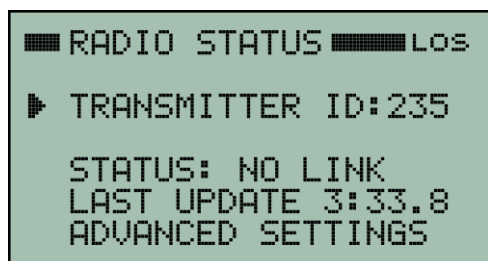 RADIO STATUS LOS
TRANSMITTER ID:235
STATUS: NO LINK
LAST UPDATE 3:33.8
ADVANCED SETTINGS